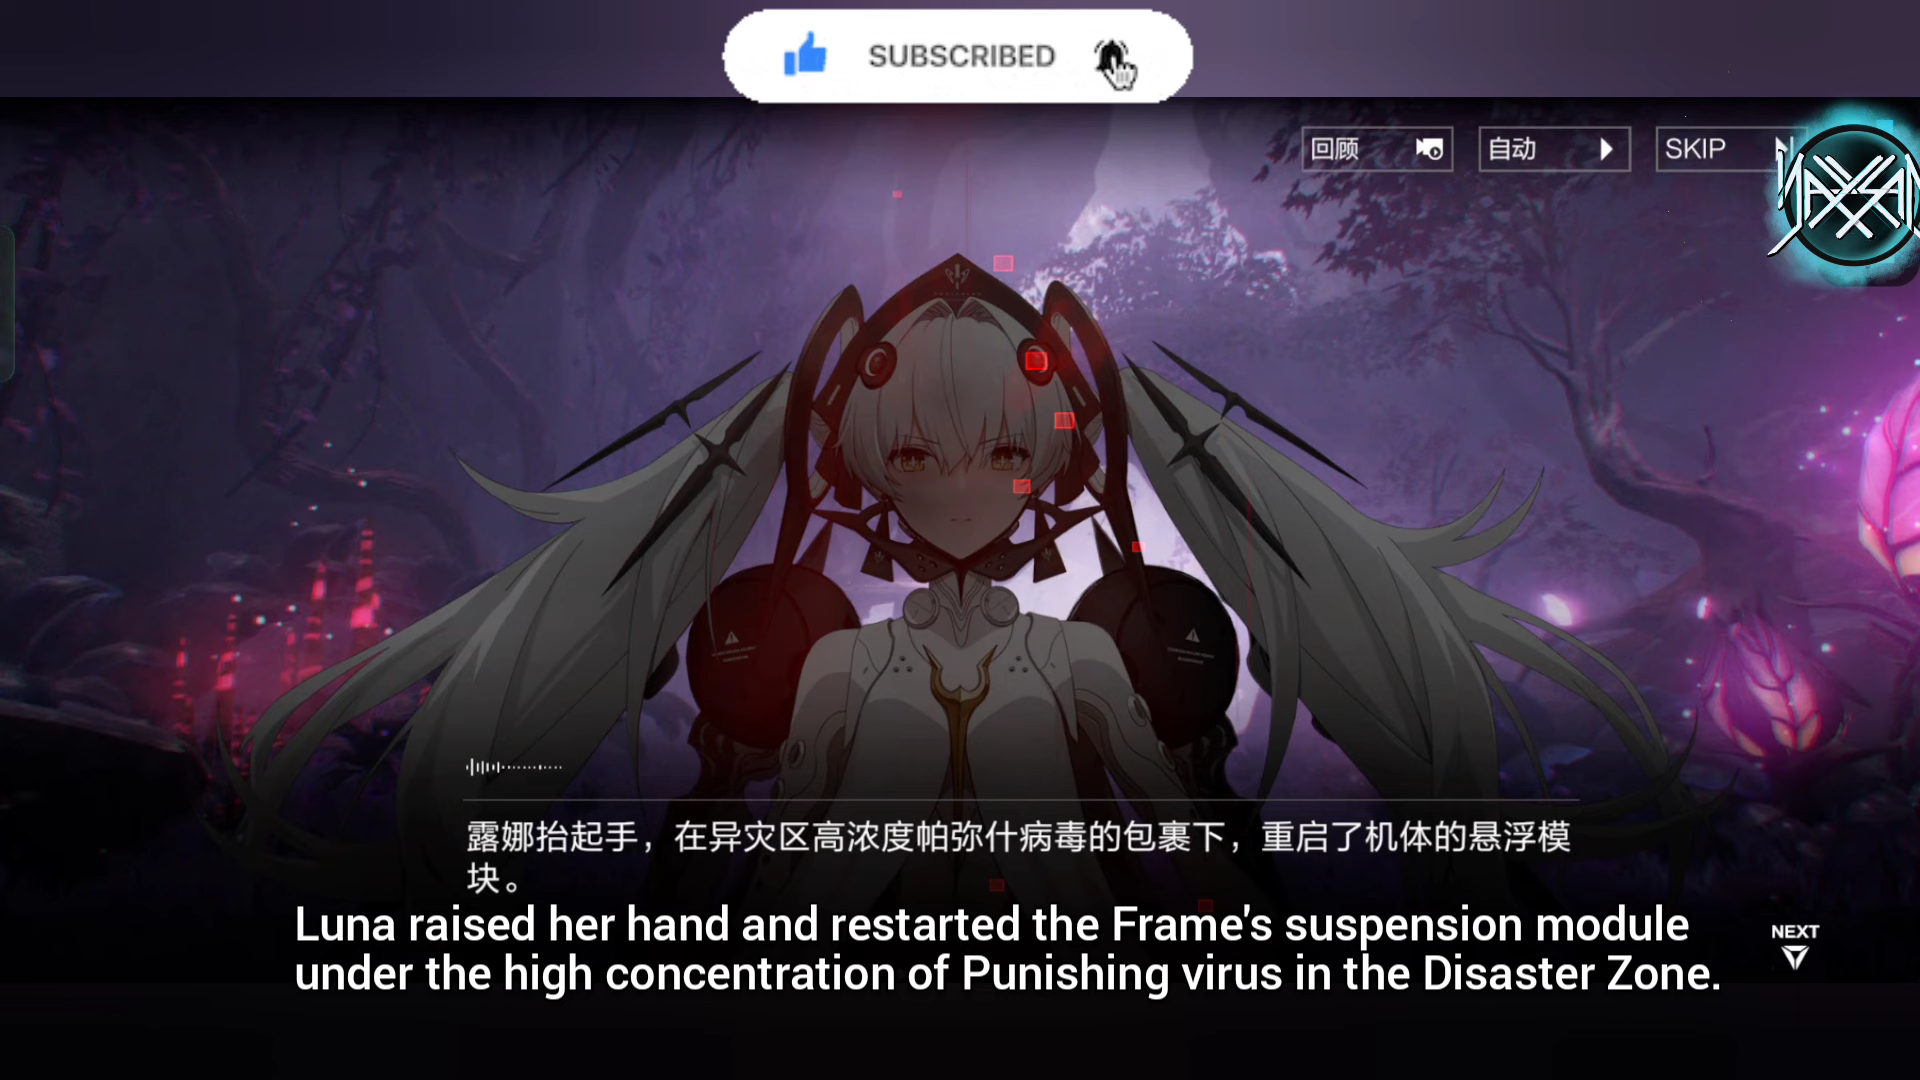 SUBSCRIBED
回顾
自动
SKIP
露娜抬起手，在异灾区高浓度帕弥什病毒的包裹下，重启了机体的悬浮模
块。
Luna raised her hand and restarted the Frame's suspension module
under the high concentration of Punishing virus in the Disaster Zone.
NEXT